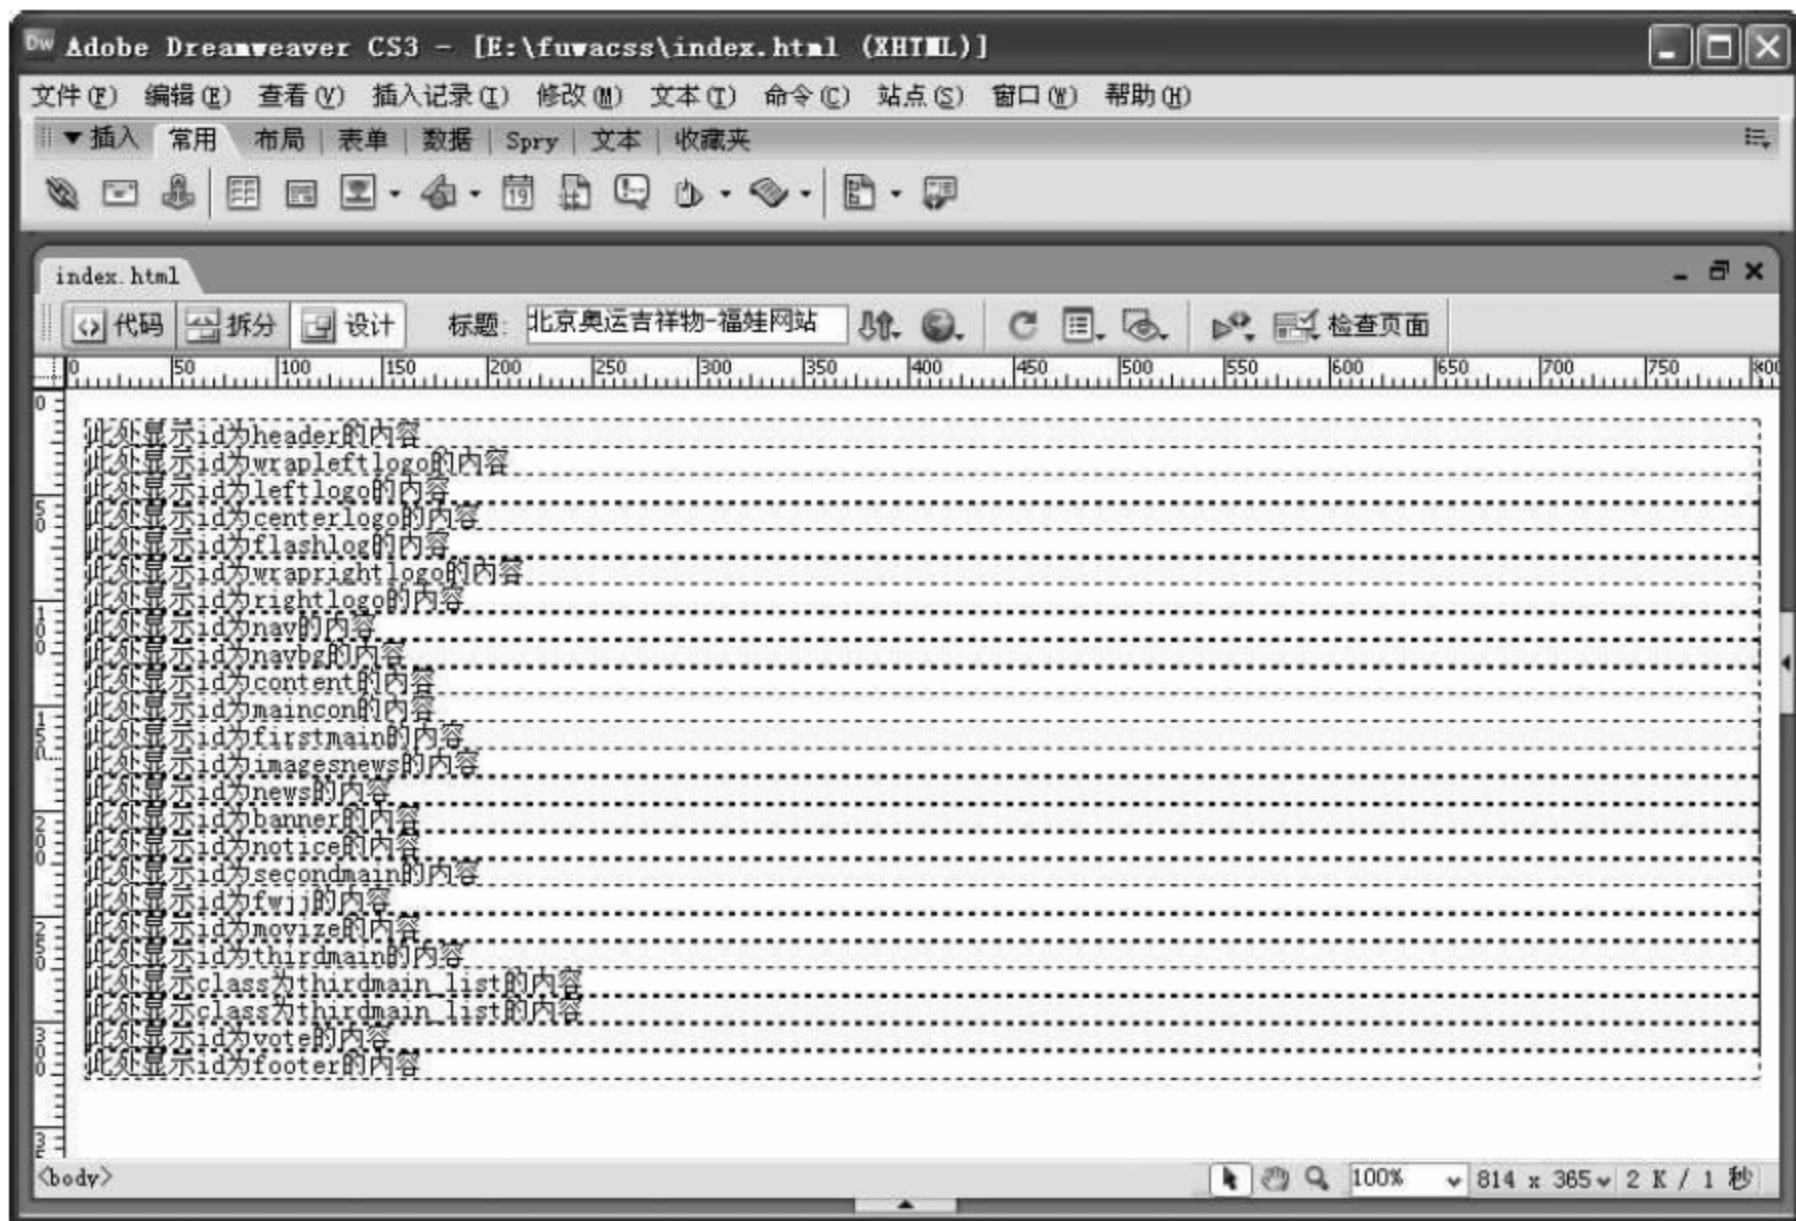 Dw Adobe Dreamweaver CS3 - [E:\fuwacss\index.html (XHTML)]
文件(F) 编辑(E) 查看(V) 插入记录(I) 修改(M) 文本(T) 命令(C) 站点(S) 窗口(W) 帮助(H)
▼插入 常用 布局 表单 数据 Spry 文本 收藏夹
19
index.html
代码 拆分 设计 标题: 北京奥运吉祥物-福娃网站 检查页面
0 50 100 150 200 250 300 350 400 450 500 550 600 650 700 750 800
此处显示id为header的内容
此处显示id为wrapleftlogo的内容
此处显示id为leftlogo的内容
此处显示id为centerlogo的内容
此处显示id为flashlog的内容
此处显示id为wraprightlogo的内容
此处显示id为rightlogo的内容
此处显示id为nav的内容
此处显示id为navbg的内容
此处显示id为content的内容
此处显示id为maincon的内容
此处显示id为firstmain的内容
此处显示id为imagesnews的内容
此处显示id为news的内容
此处显示id为banner的内容
此处显示id为notice的内容
此处显示id为secondmain的内容
此处显示id为fwjj的内容
此处显示id为movize的内容
此处显示id为thirdmain的内容
此处显示class为thirdmain_list的内容
此处显示class为thirdmain_list的内容
此处显示id为vote的内容
此处显示id为footer的内容
<body> 100% 814 x 365 2 K / 1 秒